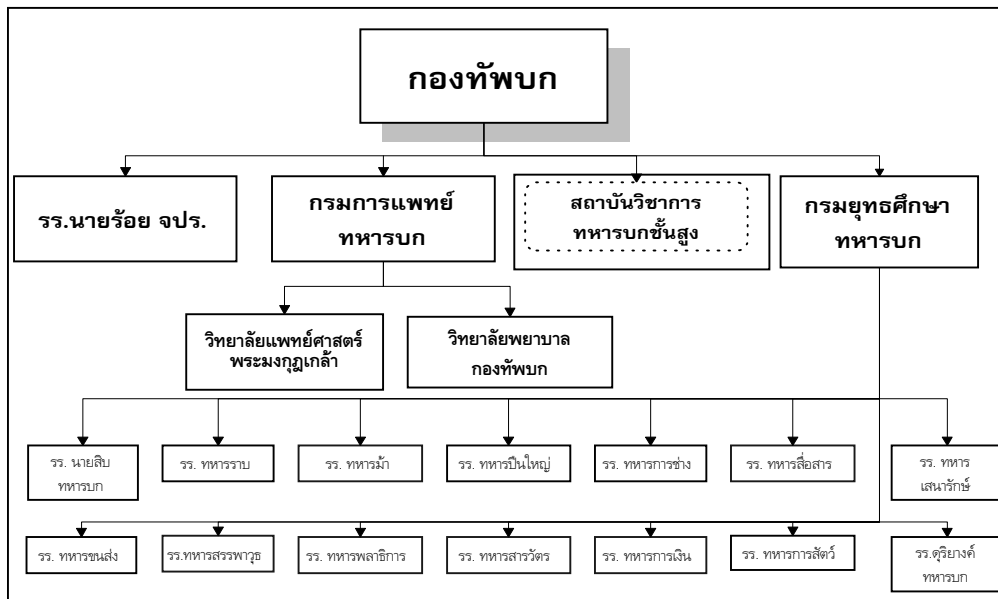 กองทัพบก
รร.นายร้อย จปร.
กรมการแพทย์
ทหารบก
สถาบันวิชาการ
ทหารบกชั้นสูง
กรมยุทธศึกษา
ทหารบก
วิทยาลัยแพทย์ศาสตร์
พระมงกุฎเกล้า
วิทยาลัยพยาบาล
กองทัพบก
รร. นายสิบ
ทหารบก
รร. ทหารราบ
รร. ทหารม้า
รร. ทหารปืนใหญ่
รร. ทหารการช่าง
รร. ทหารสื่อสาร
รร. ทหาร
เสนารักษ์
รร. ทหารขนส่ง
รร.ทหารสรรพาวุธ
รร. ทหารพลาธิการ
รร. ทหารสารวัตร
รร. ทหารการเงิน
รร. ทหารการสัตว์
รร.ดุริยางค์
ทหารบก